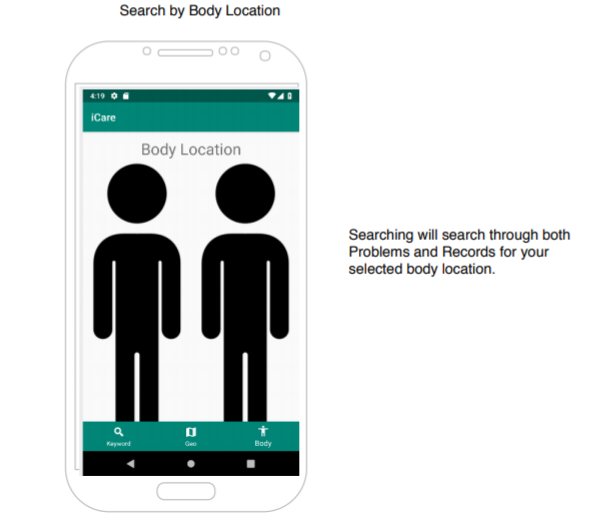 Search by Body Location
4:19
iCare
Body Location
Searching will search through both
Problems and Records for your
selected body location.
Keyword Geo Body